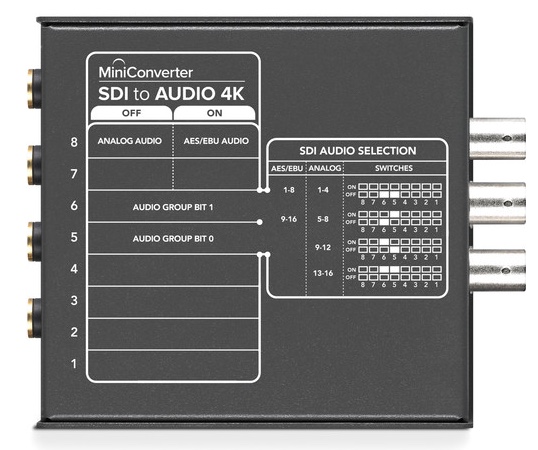 MiniConverter
SDI to AUDIO 4K
OFF ON
8 ANALOG AUDIO AES/EBU AUDIO
7
6 AUDIO GROUP BIT 1
5 AUDIO GROUP BIT 0
4
3
2
1
SDI AUDIO SELECTION
AES/EBU ANALOG SWITCHES
1-8 1-4 ON
OFF
8 7 6 5 4 3 2 1
9-16 5-8 ON
OFF
8 7 6 5 4 3 2 1
9-12 ON
OFF
8 7 6 5 4 3 2 1
13-16 ON
OFF
8 7 6 5 4 3 2 1